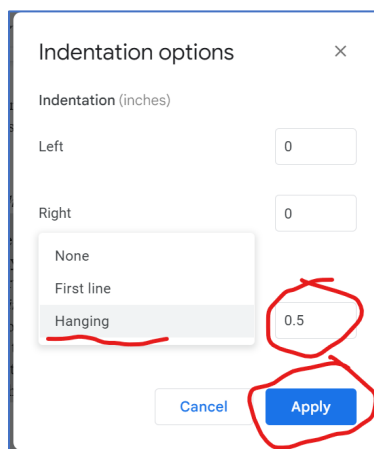 Indentation options
Indentation (inches)
Left 0
Right 0
None
First line
Hanging 0.5
Cancel Apply